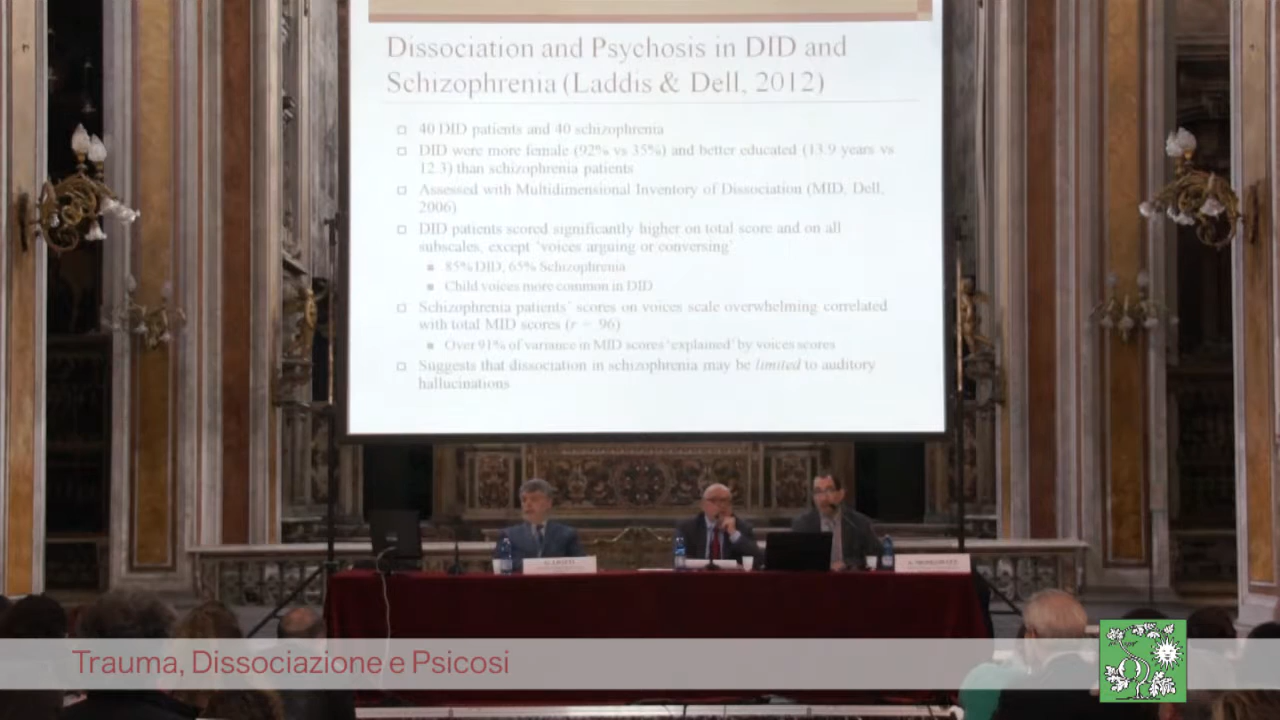 Dissociation and Psychosis in DID and
Schizophrenia (Laddis & Dell, 2012)
40 DID patients and 40 schizophrenia
DID were more female (92% vs 35%) and better educated (13.9 years vs
12.3) than schizophrenia patients
Assessed with Multidimensional Inventory of Dissociation (MID, Dell,
2006)
DID patients scored significantly higher on total score and on all
subscales, except 'voices arguing or conversing'
85% DID, 65% Schizophrenia
Child voices more common in DID
Schizophrenia patients' scores on voices scale overwhelming correlated
with total MID scores (r = 96)
Over 91% of variance in MID scores 'explained' by voices scores
Suggests that dissociation in schizophrenia may be limited to auditory
hallucinations
Trauma, Dissociazione e Psicosi